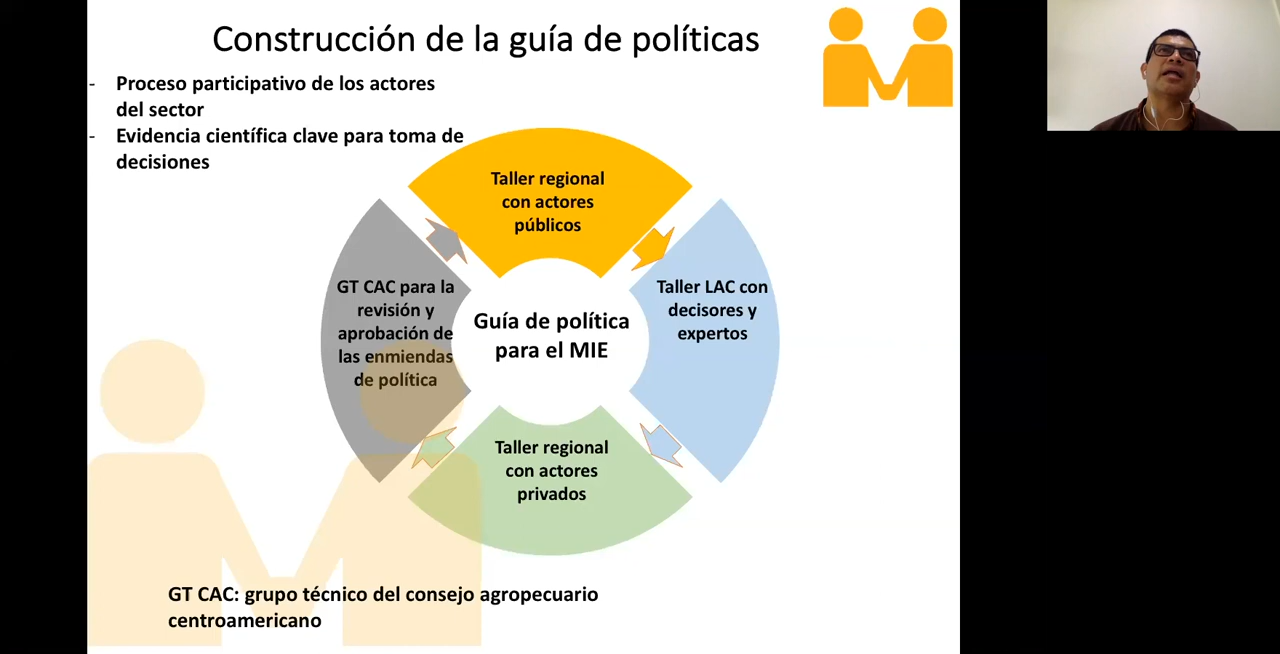 Construcción de la guía de políticas
- Proceso participativo de los actores
del sector
- Evidencia científica clave para toma de
decisiones
Taller regional
con actores
públicos
Taller LAC con
decisores y
expertos
GT CAC para la
revisión y
aprobación de
las enmiendas
de política
Guía de política
para el MIE
Taller regional
con actores
privados
GT CAC: grupo técnico del consejo agropecuario
centroamericano